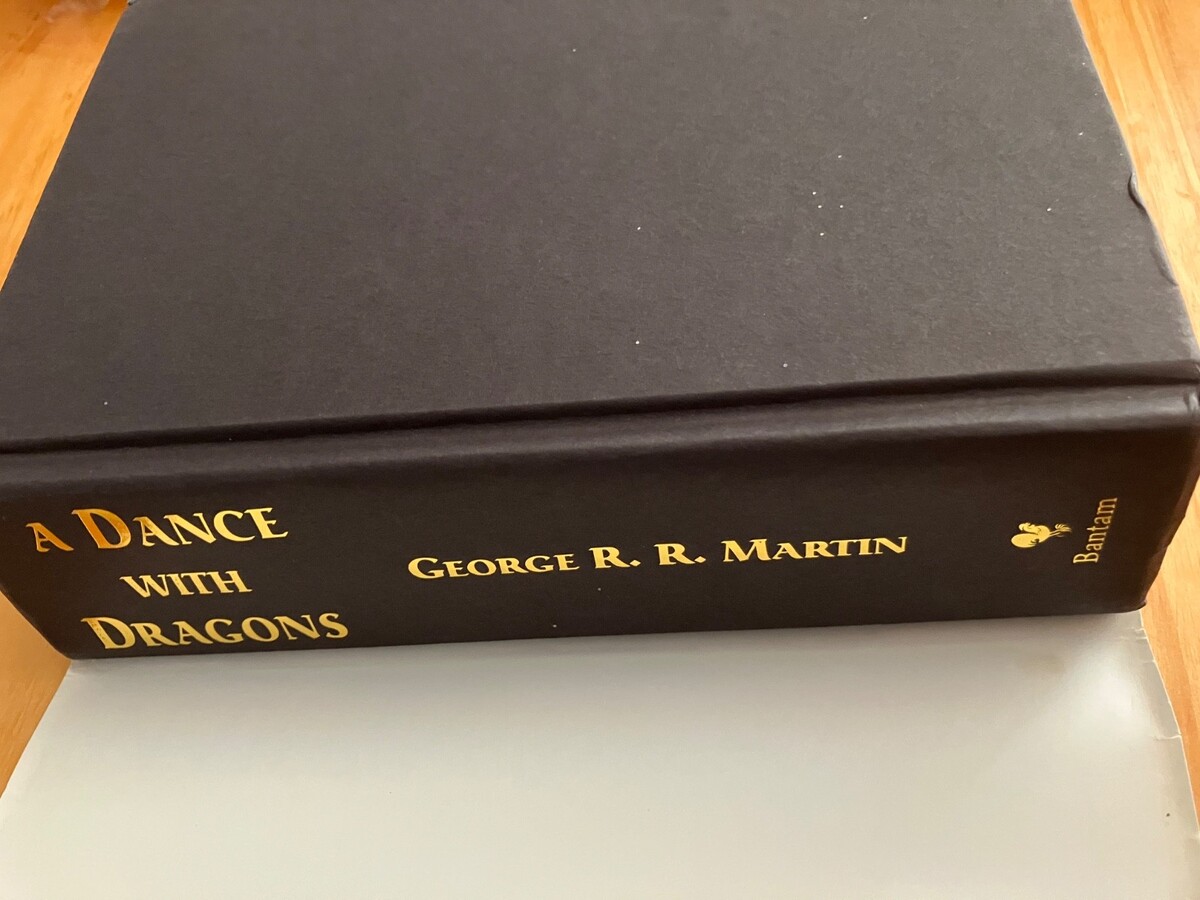 A DANCE
WITH
DRAGONS
GEORGE R. R. MARTIN
Bantam